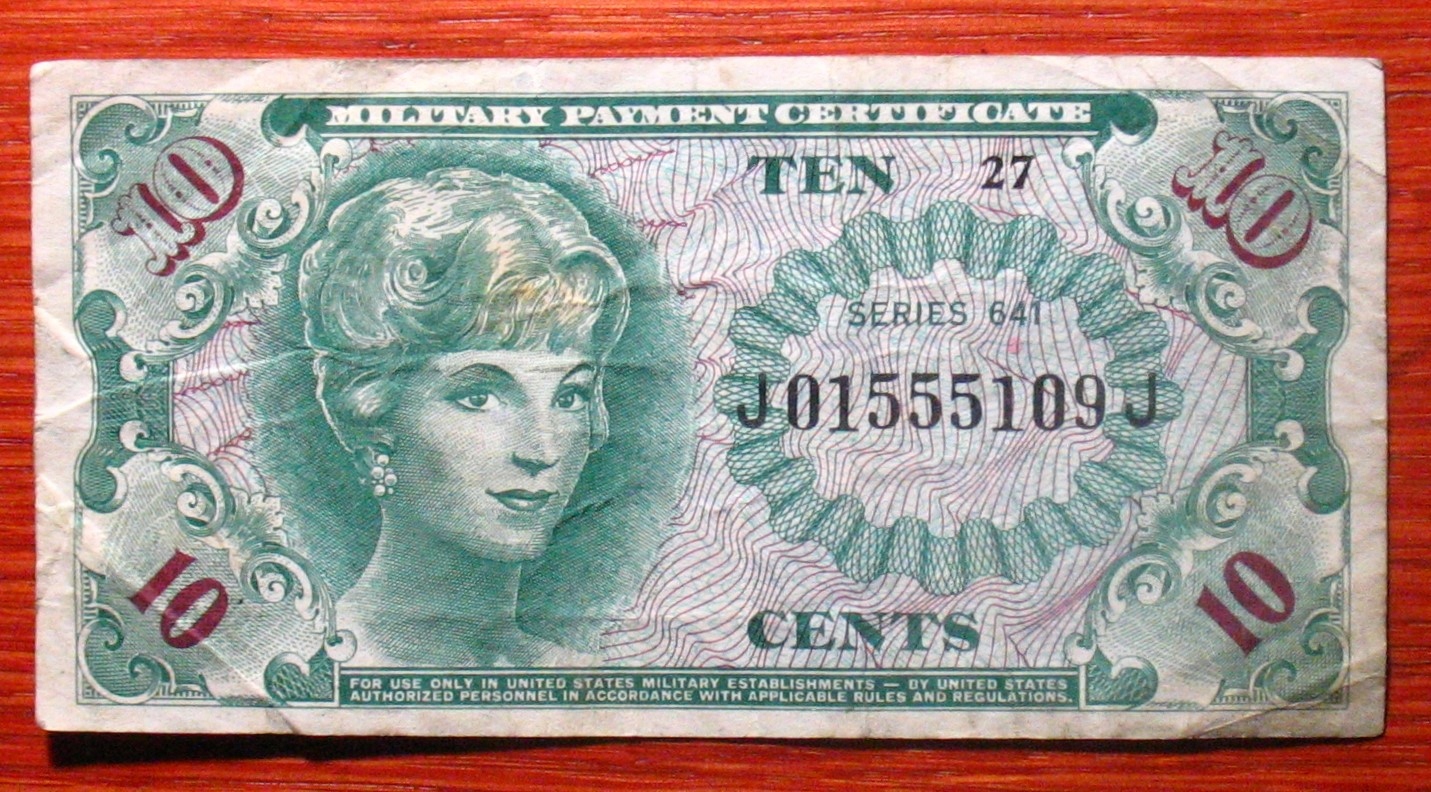 MILITARY PAYMENT CERTIFICATE
10
TEN 27
10
SERIES 641
J01555109J
10
CENTS
10
FOR USE ONLY IN UNITED STATES MILITARY ESTABLISHMENTS — BY UNITED STATES
AUTHORIZED PERSONNEL IN ACCORDANCE WITH APPLICABLE RULES AND REGULATIONS.